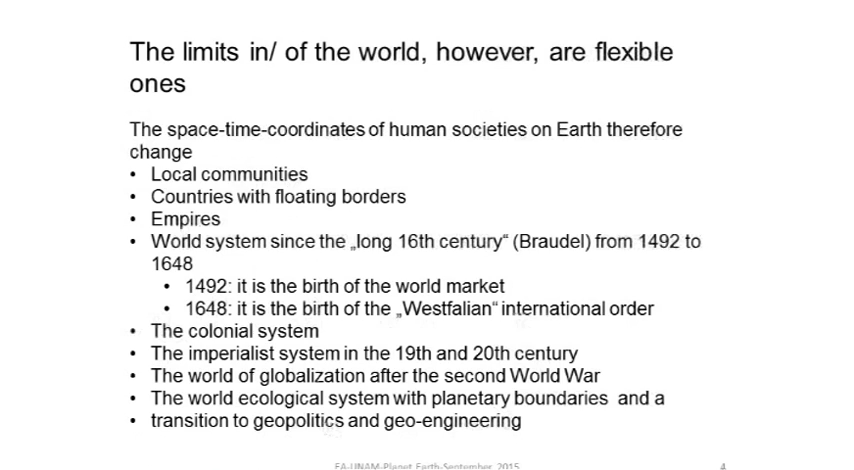 The limits in/ of the world, however, are flexible
ones
The space-time-coordinates of human societies on Earth therefore
change
• Local communities
• Countries with floating borders
• Empires
• World system since the „long 16th century“ (Braudel) from 1492 to
1648
• 1492: it is the birth of the world market
• 1648: it is the birth of the „Westfalian“ international order
• The colonial system
• The imperialist system in the 19th and 20th century
• The world of globalization after the second World War
• The world ecological system with planetary boundaries and a
• transition to geopolitics and geo-engineering
EA-UNAM-Planet Earth-September 2015
4